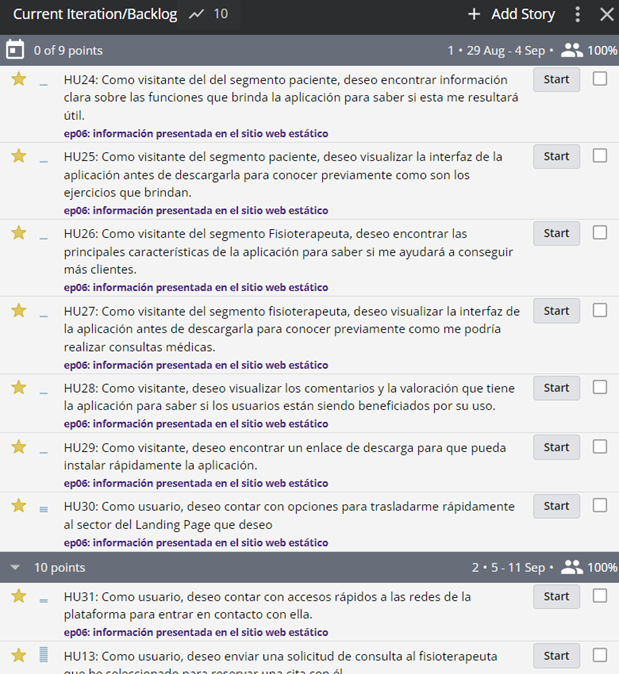 Current Iteration/Backlog 10 + Add Story
0 of 9 points 1 • 29 Aug - 4 Sep • 100%
HU24: Como visitante del del segmento paciente, deseo encontrar información Start
clara sobre las funciones que brinda la aplicación para saber si esta me resultará
útil.
ep06: información presentada en el sitio web estático
HU25: Como visitante del segmento paciente, deseo visualizar la interfaz de la Start
aplicación antes de descargarla para conocer previamente como son los
ejercicios que brindan.
ep06: información presentada en el sitio web estático
HU26: Como visitante del segmento Fisioterapeuta, deseo encontrar las Start
principales características de la aplicación para saber si me ayudará a conseguir
más clientes.
ep06: información presentada en el sitio web estático
HU27: Como visitante del segmento fisioterapeuta, deseo visualizar la interfaz de Start
la aplicación antes de descargarla para conocer previamente como me podría
realizar consultas médicas.
ep06: información presentada en el sitio web estático
HU28: Como visitante, deseo visualizar los comentarios y la valoración que tiene Start
la aplicación para saber si los usuarios están siendo beneficiados por su uso.
ep06: información presentada en el sitio web estático
HU29: Como visitante, deseo encontrar un enlace de descarga para que pueda Start
instalar rápidamente la aplicación.
ep06: información presentada en el sitio web estático
HU30: Como usuario, deseo contar con opciones para trasladarme rápidamente Start
al sector del Landing Page que deseo
ep06: información presentada en el sitio web estático
10 points 2 • 5 - 11 Sep • 100%
HU31: Como usuario, deseo contar con accesos rápidos a las redes de la Start
plataforma para entrar en contacto con ella.
ep06: información presentada en el sitio web estático
HU13: Como usuario, deseo enviar una solicitud de consulta al fisioterapeuta Start
que he seleccionado para reservar una cita con él